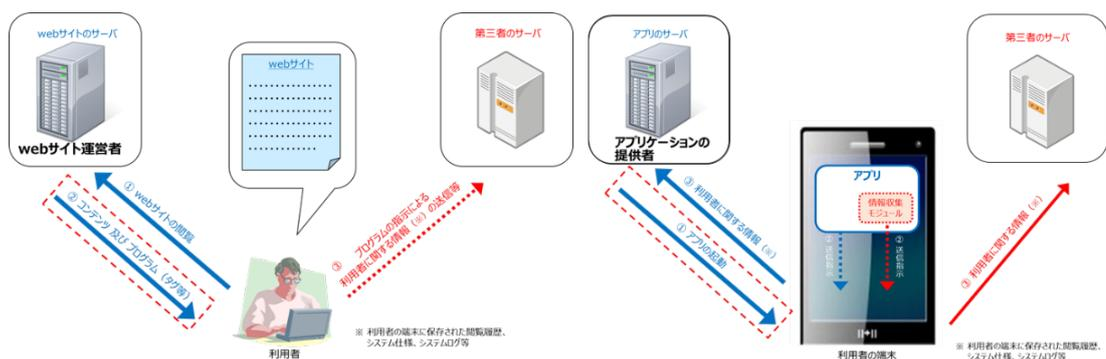 webサイトのサーバ
webサイト運営者
webサイト
第三者のサーバ
① webサイトの閲覧
② コンテンツ 及び プログラム（タグ等）
③ プログラムの指示による
利用者に関する情報（※）の送信等
利用者
※ 利用者の端末に保存された閲覧履歴、
システム仕様、システムログ等
アプリのサーバ
アプリケーションの
提供者
第三者のサーバ
アプリ
情報収集
モジュール
② 送信指示
② 送信指示
③ 利用者に関する情報（※）
① アプリの起動
③ 利用者に関する情報（※）
利用者の端末
※ 利用者の端末に保存された閲覧履歴、
システム仕様、システムログ等